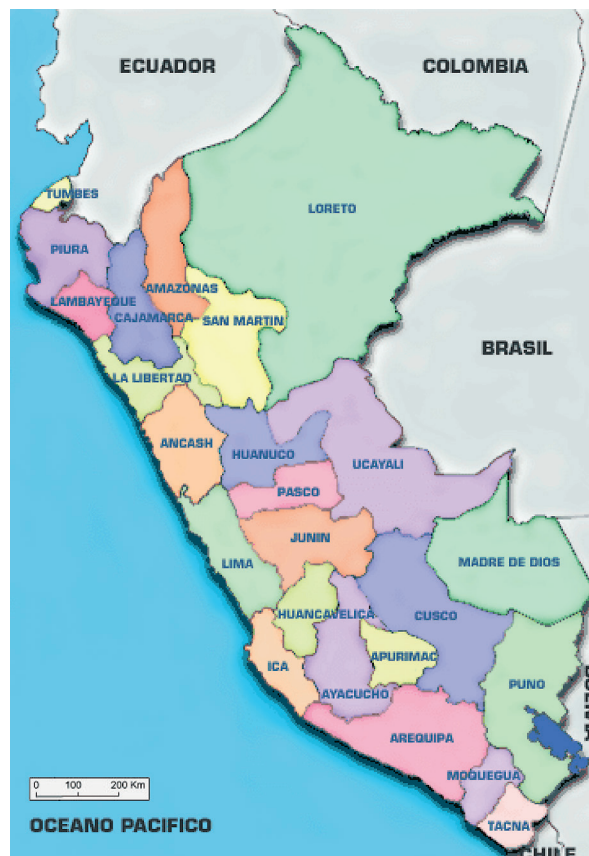 ECUADOR
COLOMBIA
TUMBES
LORETO
PIURA
AMAZONAS
LAMBAYEQUE
CAJAMARCA
SAN MARTIN
BRASIL
LA LIBERTAD
ANCASH
HUANUCO
UCAYALI
PASCO
JUNIN
LIMA
MADRE DE DIOS
HUANCAVELICA
CUSCO
APURIMAC
ICA
PUNO
AYACUCHO
AREQUIPA
MOQUEGUA
0 100 200 Km
OCEANO PACIFICO
TACNA
CHILE